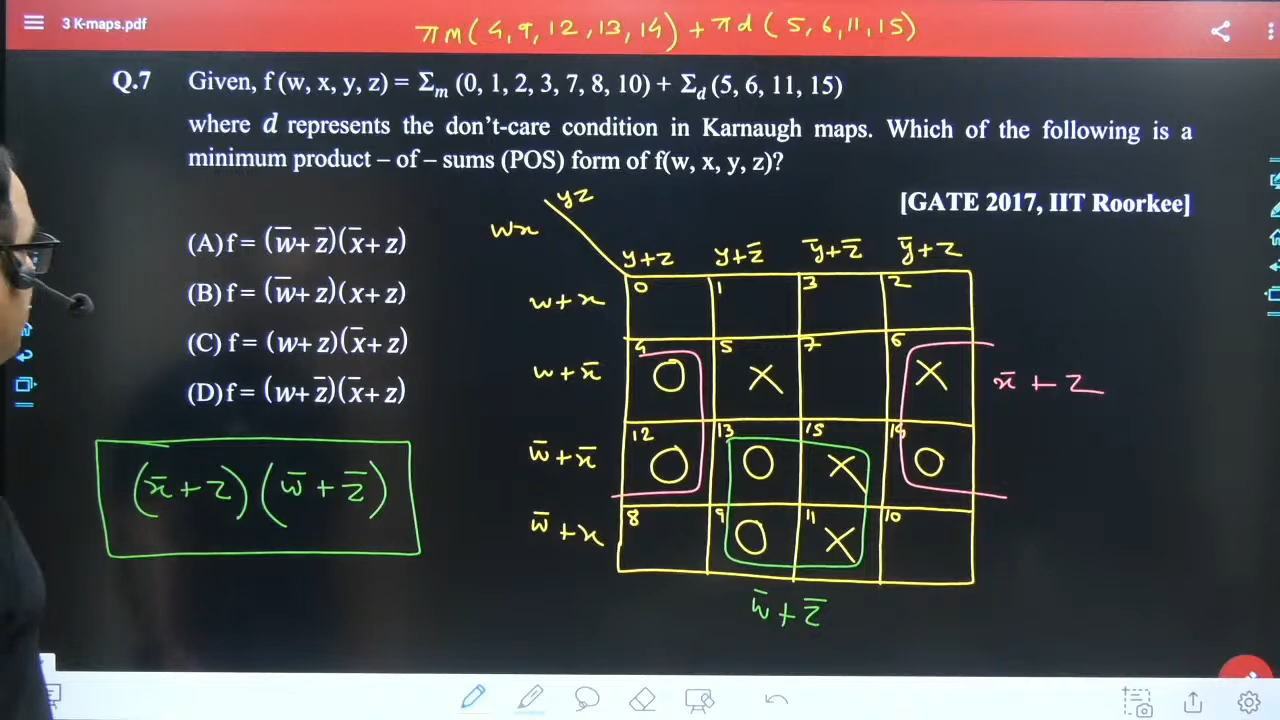 3 K-maps.pdf
πM(4,9,12,13,14) + πd(5,6,11,15)
Q.7 Given, f (w, x, y, z) = Σm (0, 1, 2, 3, 7, 8, 10) + Σd (5, 6, 11, 15)
where d represents the don't-care condition in Karnaugh maps. Which of the following is a
minimum product – of – sums (POS) form of f(w, x, y, z)?
[GATE 2017, IIT Roorkee]
(A) f = (w̅+ z̅)(x̅+ z)
(B) f = (w̅+ z)(x+ z)
(C) f = (w+ z)(x̅+ z)
(D) f = (w+ z̅)(x̅+ z)
(x̅+z)(w̅+z̅)
yz
wx
y+z y+z̅ y̅+z̅ y̅+z
w+x 0 1 3 2
4 5 7 6
w+x̅ O X X x̅+z
12 13 15 14
w̅+x̅ O O X O
8 9 11 10
w̅+x O X
w̅+z̅